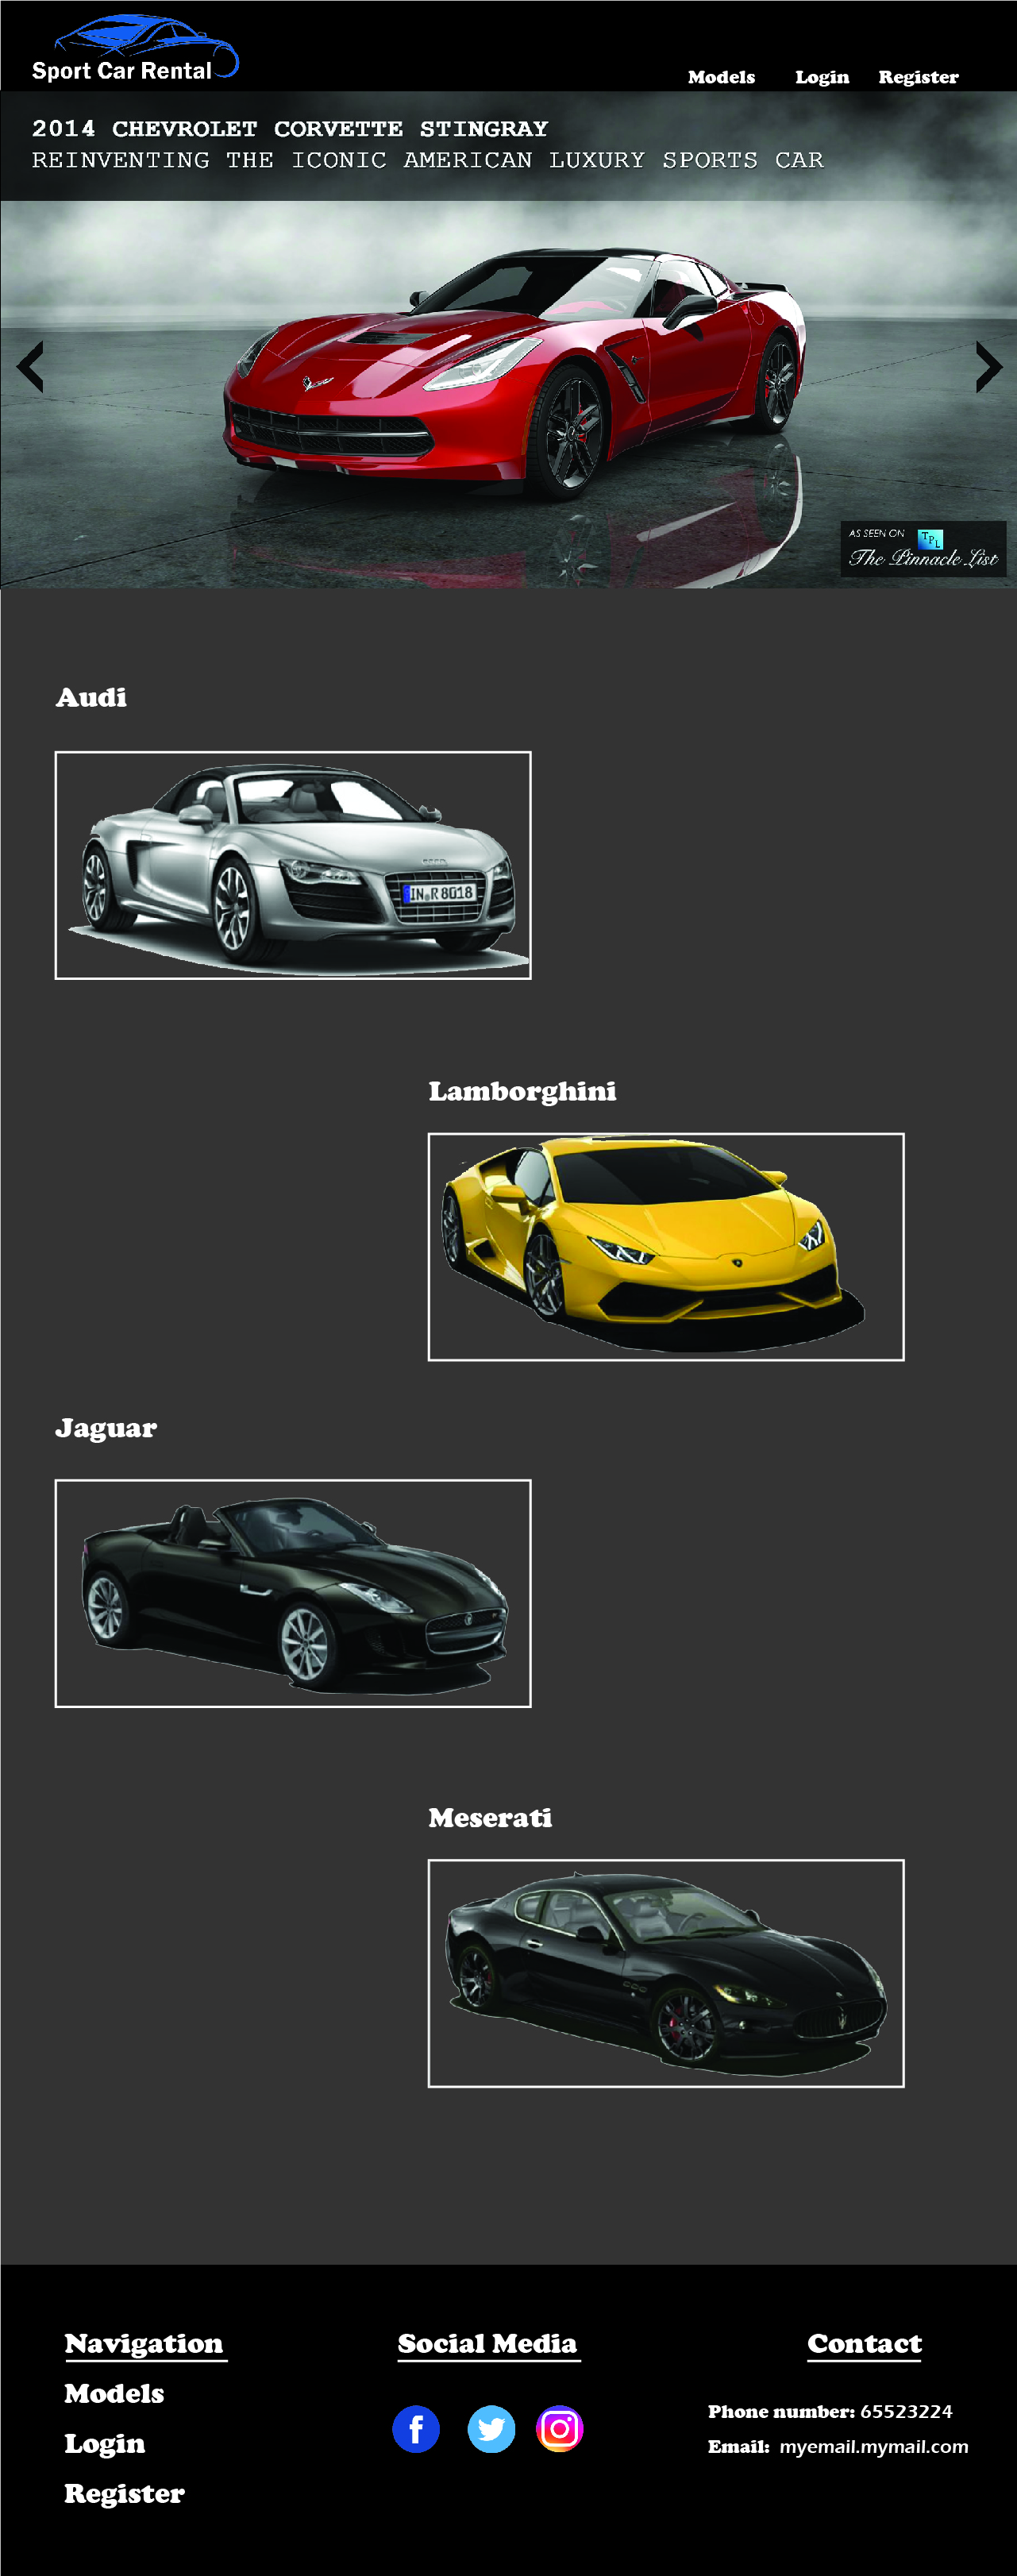 Sport Car Rental
Models Login Register
2014 CHEVROLET CORVETTE STINGRAY
REINVENTING THE ICONIC AMERICAN LUXURY SPORTS CAR
AS SEEN ON TPL
The Pinnacle List
Audi
IN R 8018
Lamborghini
Jaguar
Meserati
Navigation
Models
Login
Register
Social Media
Contact
Phone number: 65523224
Email: myemail.mymail.com